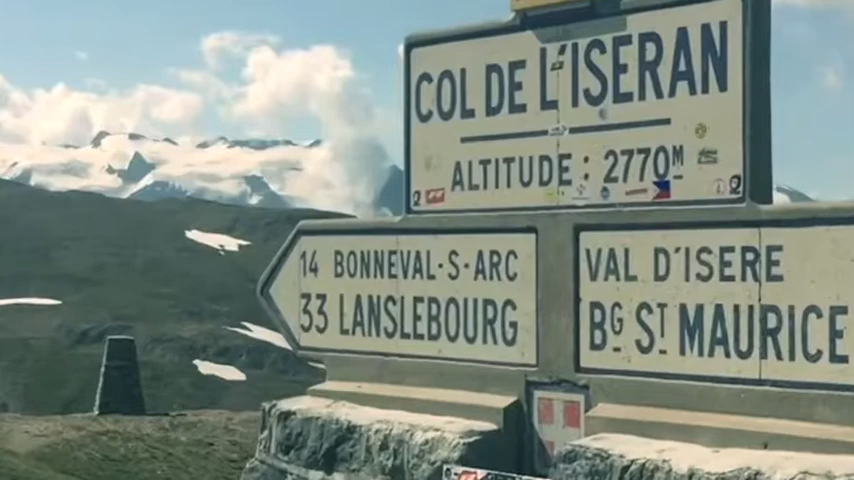 COL DE L'ISERAN
ALTITUDE : 2770M
14 BONNEVAL-S-ARC
33 LANSLEBOURG
VAL D'ISERE
BG ST MAURICE